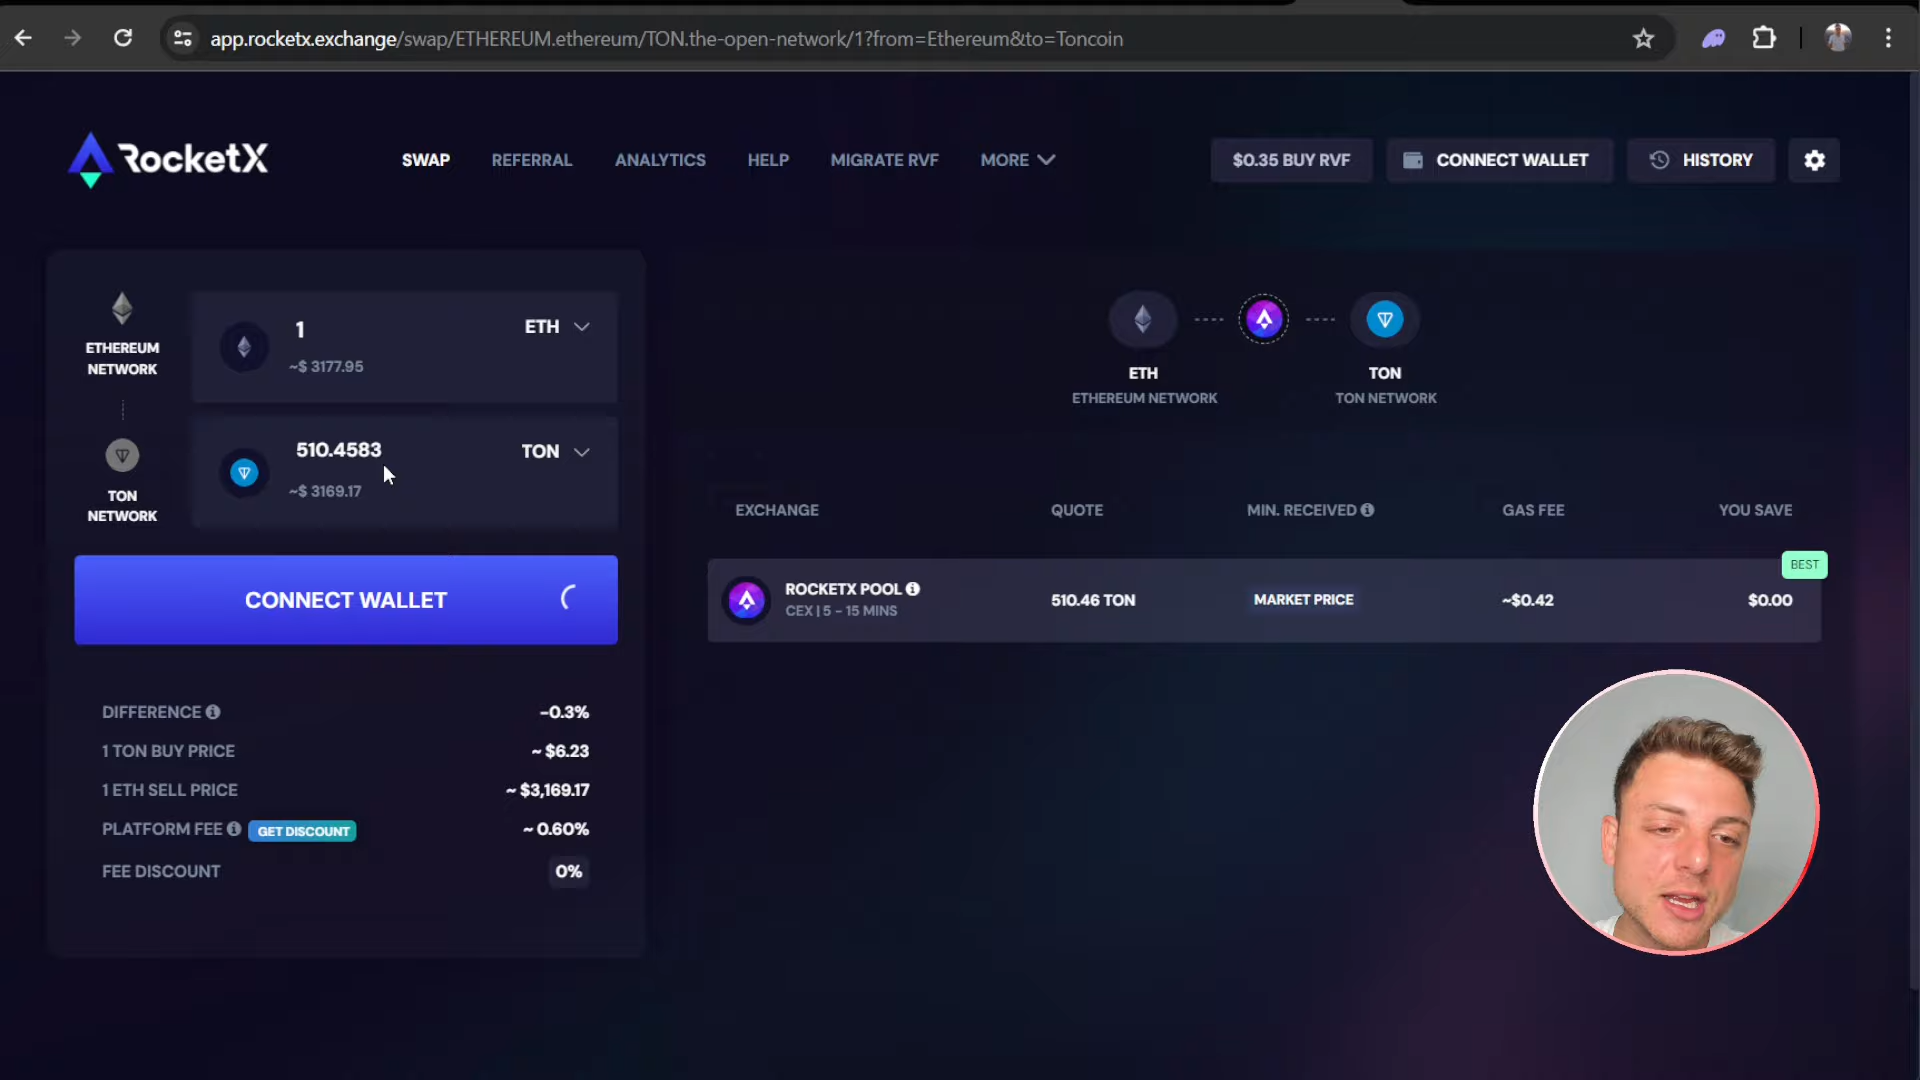 app.rocketx.exchange/swap/ETHEREUM.ethereum/TON.the-open-network/1?from=Ethereum&to=Toncoin
RocketX
SWAP
REFERRAL
ANALYTICS
HELP
MIGRATE RVF
MORE
$0.35 BUY RVF
CONNECT WALLET
HISTORY
ETHEREUM
NETWORK
1
ETH
~$ 3177.95
TON
NETWORK
510.4583
TON
~$ 3169.17
CONNECT WALLET
DIFFERENCE
-0.3%
1 TON BUY PRICE
~ $6.23
1 ETH SELL PRICE
~ $3,169.17
PLATFORM FEE
GET DISCOUNT
~ 0.60%
FEE DISCOUNT
0%
ETH
ETHEREUM NETWORK
TON
TON NETWORK
EXCHANGE
QUOTE
MIN. RECEIVED
GAS FEE
YOU SAVE
BEST
ROCKETX POOL
CEX | 5 - 15 MINS
510.46 TON
MARKET PRICE
~$0.42
$0.00